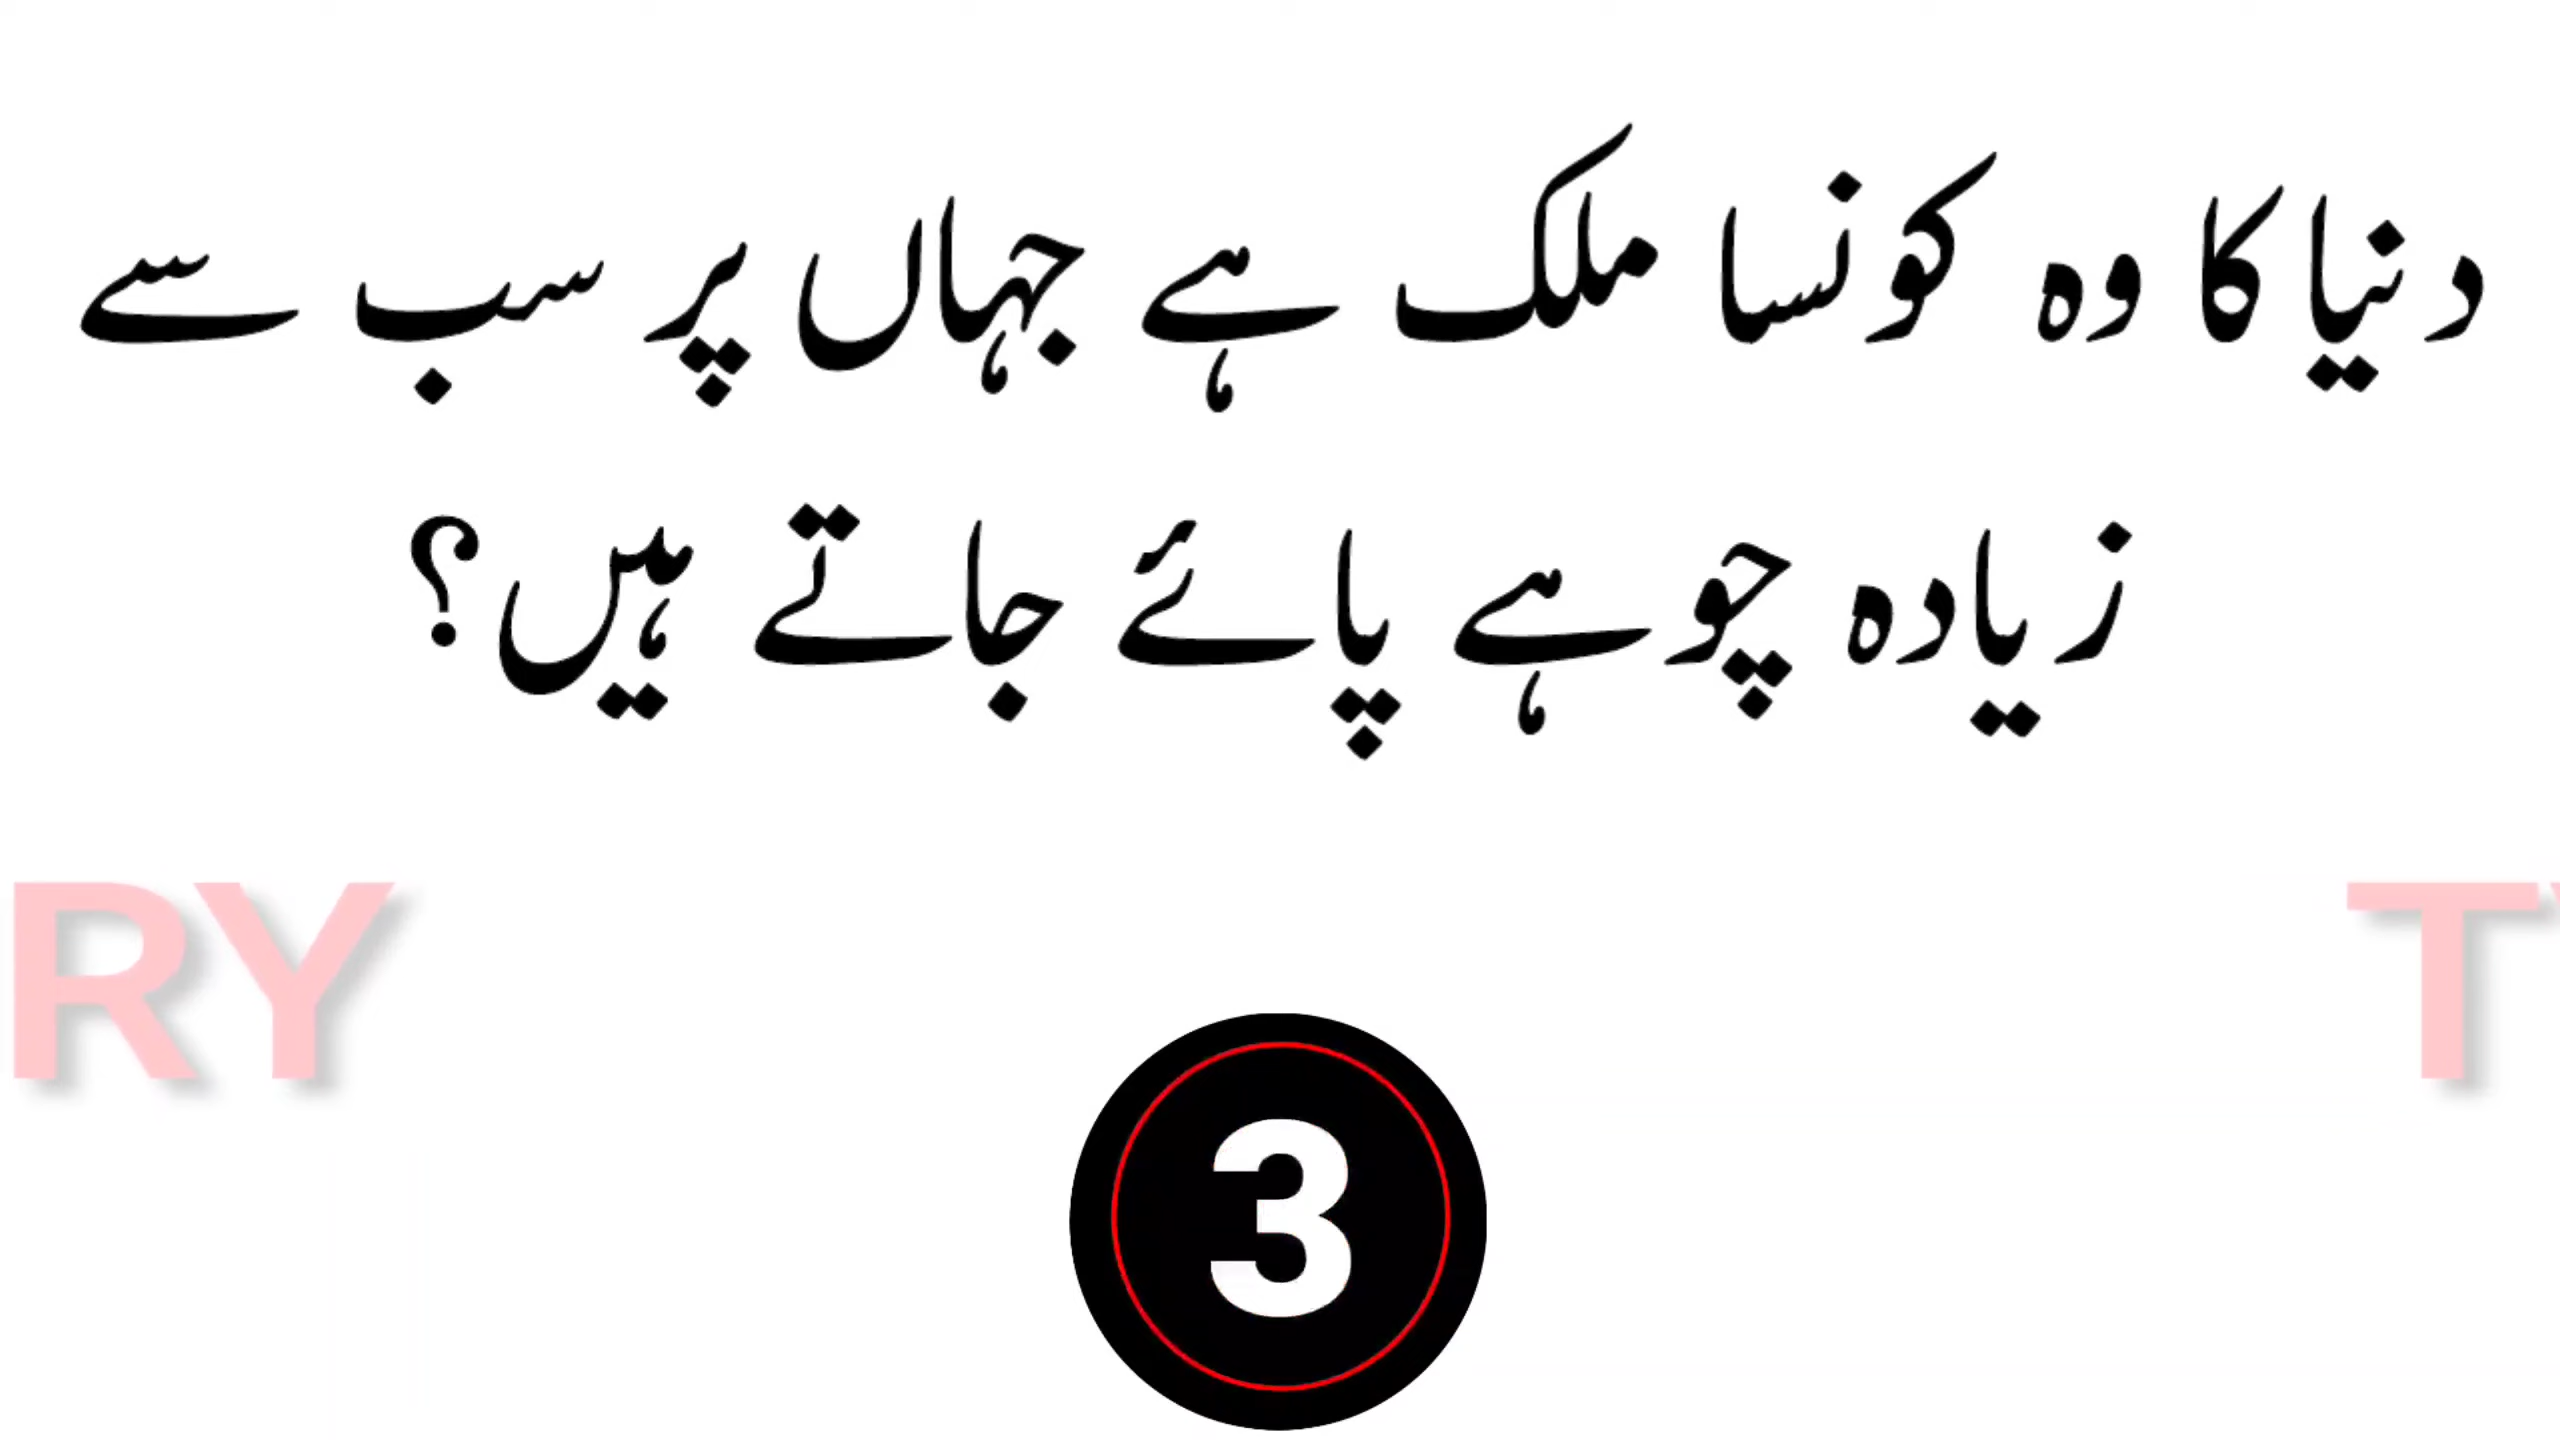 دنیا کا وہ کونسا ملک ہے جہاں پر سب سے
زیادہ چوہے پائے جاتے ہیں؟
RY
T
3